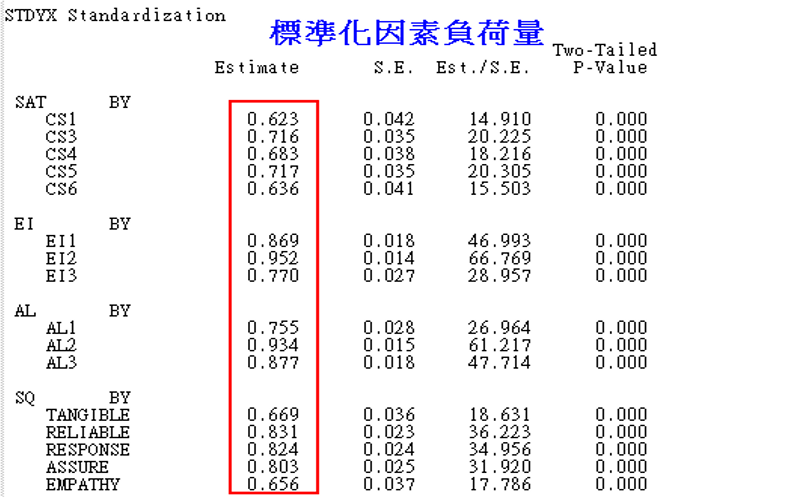 STDYX Standardization
標準化因素負荷量
Two-Tailed
Estimate S.E. Est./S.E. P-Value
SAT BY
CS1 0.623 0.042 14.910 0.000
CS3 0.716 0.035 20.225 0.000
CS4 0.683 0.038 18.216 0.000
CS5 0.717 0.035 20.305 0.000
CS6 0.636 0.041 15.503 0.000
EI BY
EI1 0.869 0.018 46.993 0.000
EI2 0.952 0.014 66.769 0.000
EI3 0.770 0.027 28.957 0.000
AL BY
AL1 0.755 0.028 26.964 0.000
AL2 0.934 0.015 61.217 0.000
AL3 0.877 0.018 47.714 0.000
SQ BY
TANGIBLE 0.669 0.036 18.631 0.000
RELIABLE 0.831 0.023 36.223 0.000
RESPONSE 0.824 0.024 34.956 0.000
ASSURE 0.803 0.025 31.920 0.000
EMPATHY 0.656 0.037 17.786 0.000